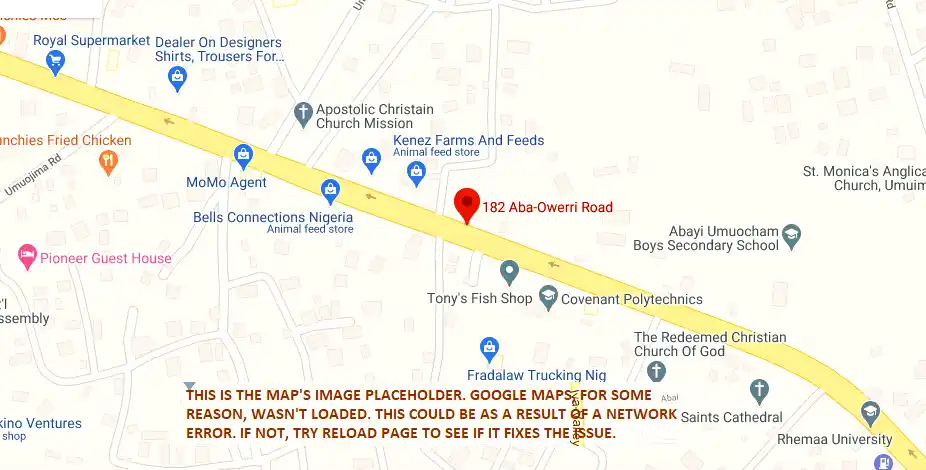 Royal Supermarket
Dealer On Designers
Shirts, Trousers For...
Apostolic Christain
Church Mission
Fried Chicken
Kenez Farms And Feeds
Animal feed store
Umuojima Rd
MoMo Agent
St. Monica's Anglica
Church, Umuim
182 Aba-Owerri Road
Bells Connections Nigeria
Animal feed store
Abayi Umuocham
Boys Secondary School
Pioneer Guest House
Tony's Fish Shop
Covenant Polytechnics
The Redeemed Christian
Church Of God
Fradalaw Trucking Nig
THIS IS THE MAP'S IMAGE PLACEHOLDER. GOOGLE MAPS, FOR SOME
REASON, WASN'T LOADED. THIS COULD BE AS A RESULT OF A NETWORK
ERROR. IF NOT, TRY RELOAD PAGE TO SEE IF IT FIXES THE ISSUE.
Abal
Saints Cathedral
Rhemaa University
Ventures
shop
Rd